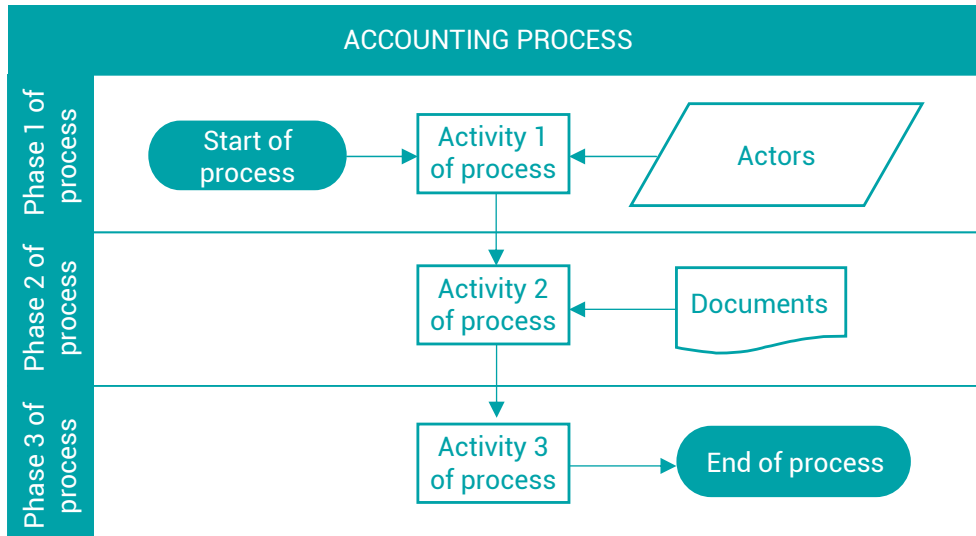 ACCOUNTING PROCESS
Phase 1 of
process
Start of
process
Activity 1
of process
Actors
Phase 2 of
process
Activity 2
of process
Documents
Phase 3 of
process
Activity 3
of process
End of process